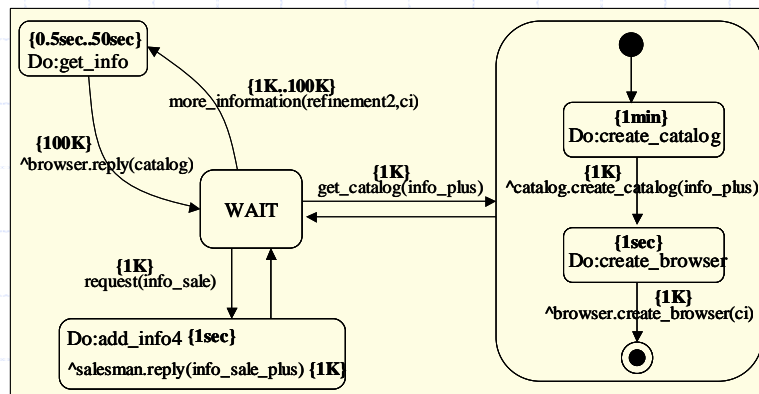 {0.5sec..50sec}
Do:get_info
{1K..100K}
more_information(refinement2,ci)
{100K}
^browser.reply(catalog)
WAIT
{1K}
get_catalog(info_plus)
{1K}
request(info_sale)
Do:add_info4 {1sec}
^salesman.reply(info_sale_plus) {1K}
{1min}
Do:create_catalog
{1K}
^catalog.create_catalog(info_plus)
{1sec}
Do:create_browser
{1K}
^browser.create_browser(ci)